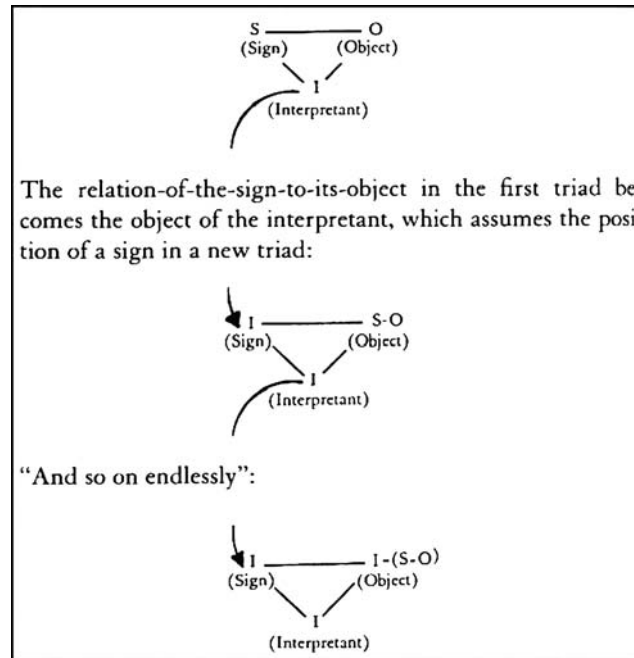 S O
(Sign) (Object)
I
(Interpretant)
The relation-of-the-sign-to-its-object in the first triad be
comes the object of the interpretant, which assumes the posi
tion of a sign in a new triad:
I S-O
(Sign) (Object)
I
(Interpretant)
“And so on endlessly”:
I I-(S-O)
(Sign) (Object)
I
(Interpretant)